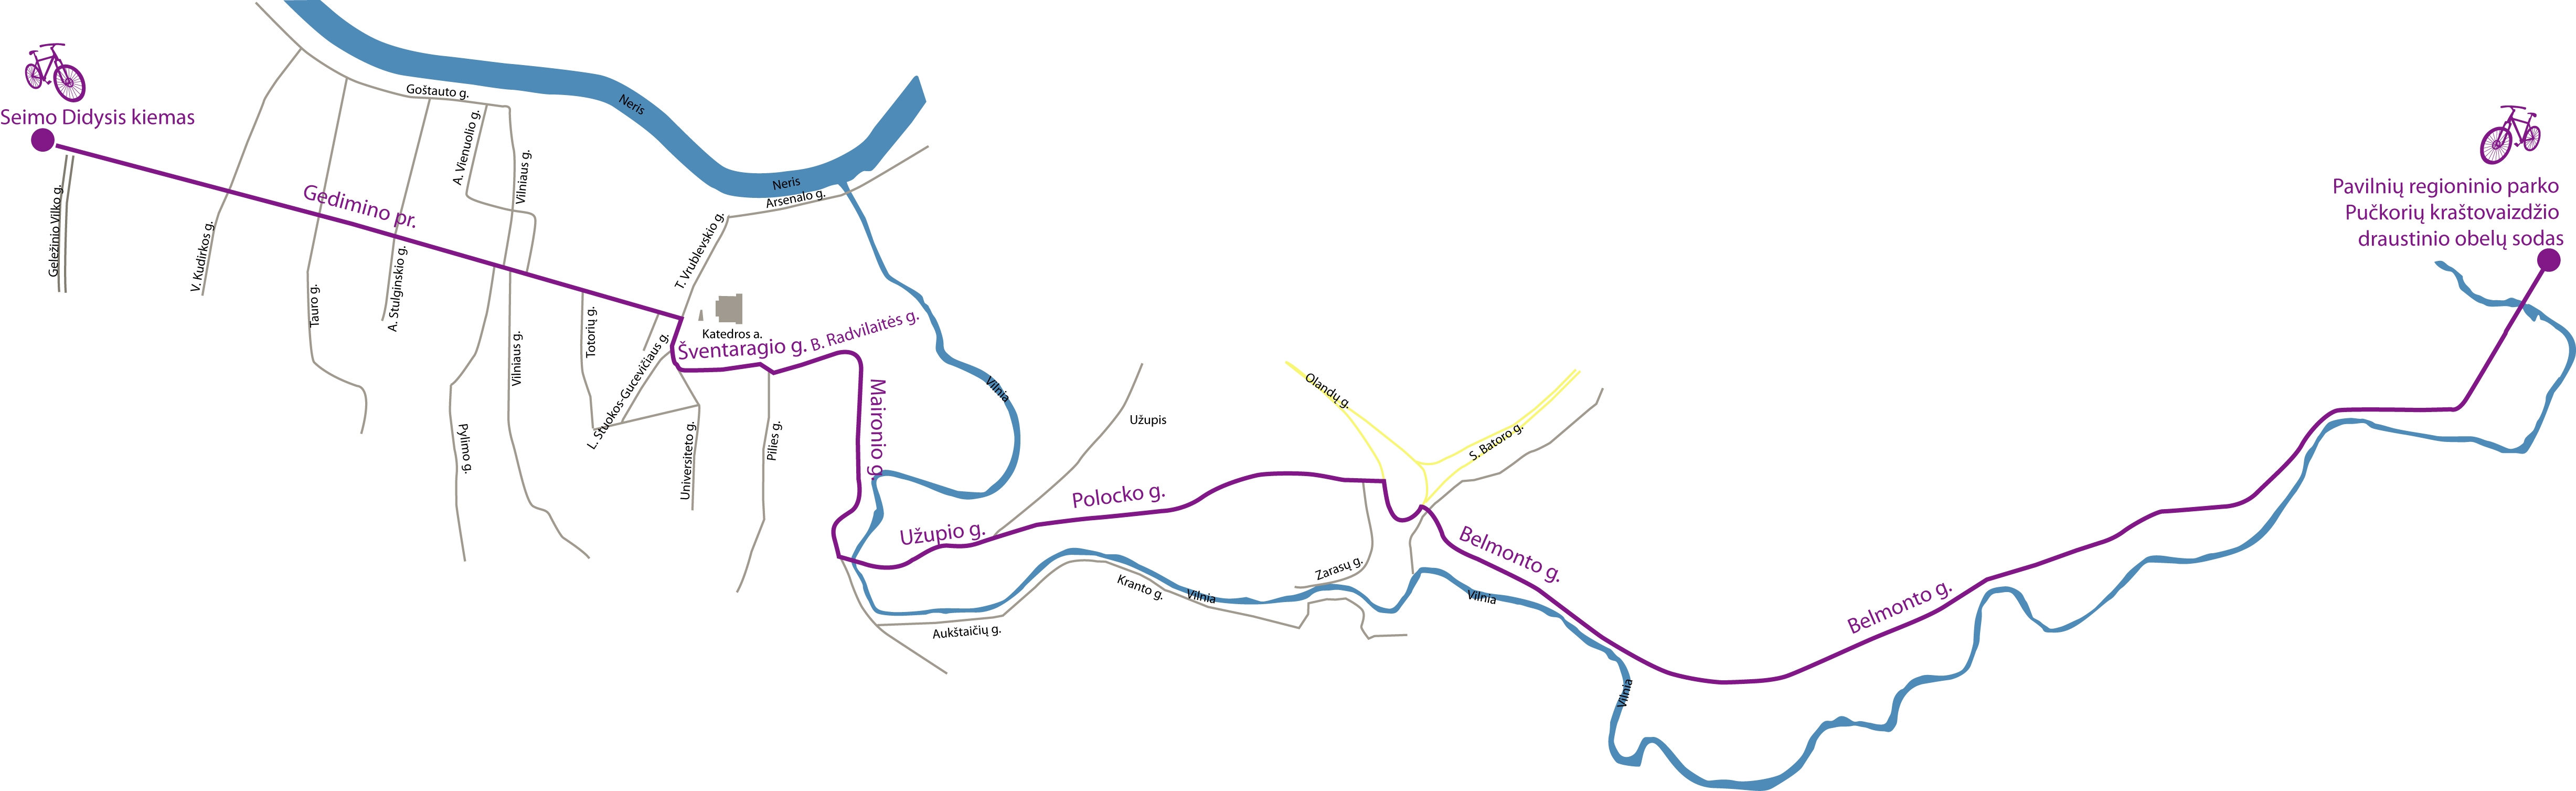 Seimo Didysis kiemas
Geležinio Vilko g.
V. Kudirkos g.
Gedimino pr.
Tauro g.
A. Stulginskio g.
Goštauto g.
A. Vienuolio g.
Vilniaus g.
Neris
Pylimo g.
Vilniaus g.
Totorių g.
L. Stuokos-Gucevičiaus g.
T. Vrublevskio g.
Neris
Arsenalo g.
Katedros a.
Šventaragio g.
B. Radvilaitės g.
Universiteto g.
Pilies g.
Maironio g.
Vilnia
Užupio g.
Užupis
Polocko g.
Aukštaičių g.
Kranto g.
Vilnia
Zarasų g.
Olandų g.
S. Batoro g.
Belmonto g.
Vilnia
Vilnia
Belmonto g.
Pavilnių regioninio parko
Pučkorių kraštovaizdžio
draustinio obelų sodas